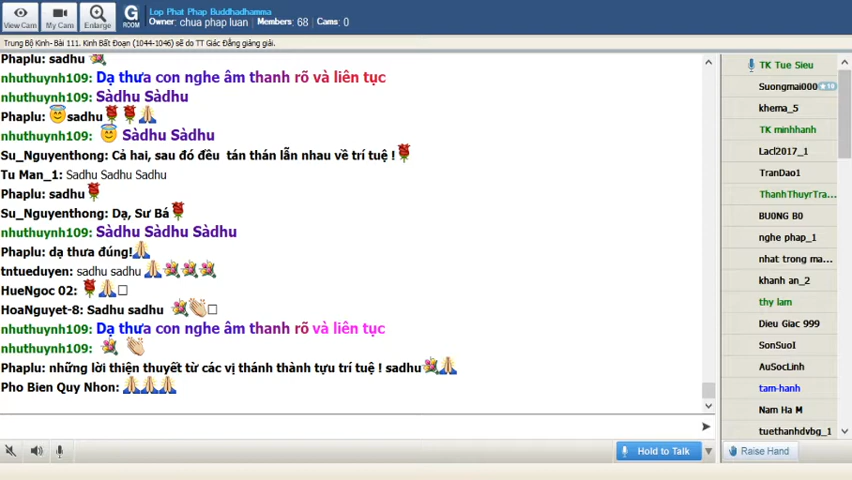 View Cam
My Cam
Enlarge
G
ROOM
Lop Phat Phap Buddhadhamma
Owner: chua phap luan Members: 68 Cams: 0
Trung Bộ Kinh- Bài 111. Kinh Bất Đoạn (1044-1046) sẽ do TT Giác Đẳng giảng giải.
Phaplu: sadhu
nhuthuynh109: Dạ thưa con nghe âm thanh rõ và liên tục
nhuthuynh109: Sàdhu Sàdhu
Phaplu: sadhu
nhuthuynh109: Sàdhu Sàdhu
Su_Nguyenthong: Cả hai, sau đó đều tán thán lẫn nhau về trí tuệ !
Tu Man_1: Sadhu Sadhu Sadhu
Phaplu: sadhu
Su_Nguyenthong: Dạ, Sư Bá
nhuthuynh109: Sàdhu Sàdhu Sàdhu
Phaplu: dạ thưa đúng!
tntueduyen: sadhu sadhu
HueNgoc 02:
HoaNguyet-8: Sadhu sadhu
nhuthuynh109: Dạ thưa con nghe âm thanh rõ và liên tục
nhuthuynh109:
Phaplu: những lời thiện thuyết từ các vị thánh thành tựu trí tuệ ! sadhu
Pho Bien Quy Nhon:
Hold to Talk
TK Tue Sieu
Suongmai000 10
khema_5
TK minhhanh
Lacl2017_1
TranDao1
ThanhThuyrTra...
BU0NG B0
nghe phap_1
nhat trong ma...
khanh an_2
thy lam
Dieu Giac 999
SonSuoI
AuSocLinh
tam-hanh
Nam Ha M
tuethanhdvbg_1
Raise Hand